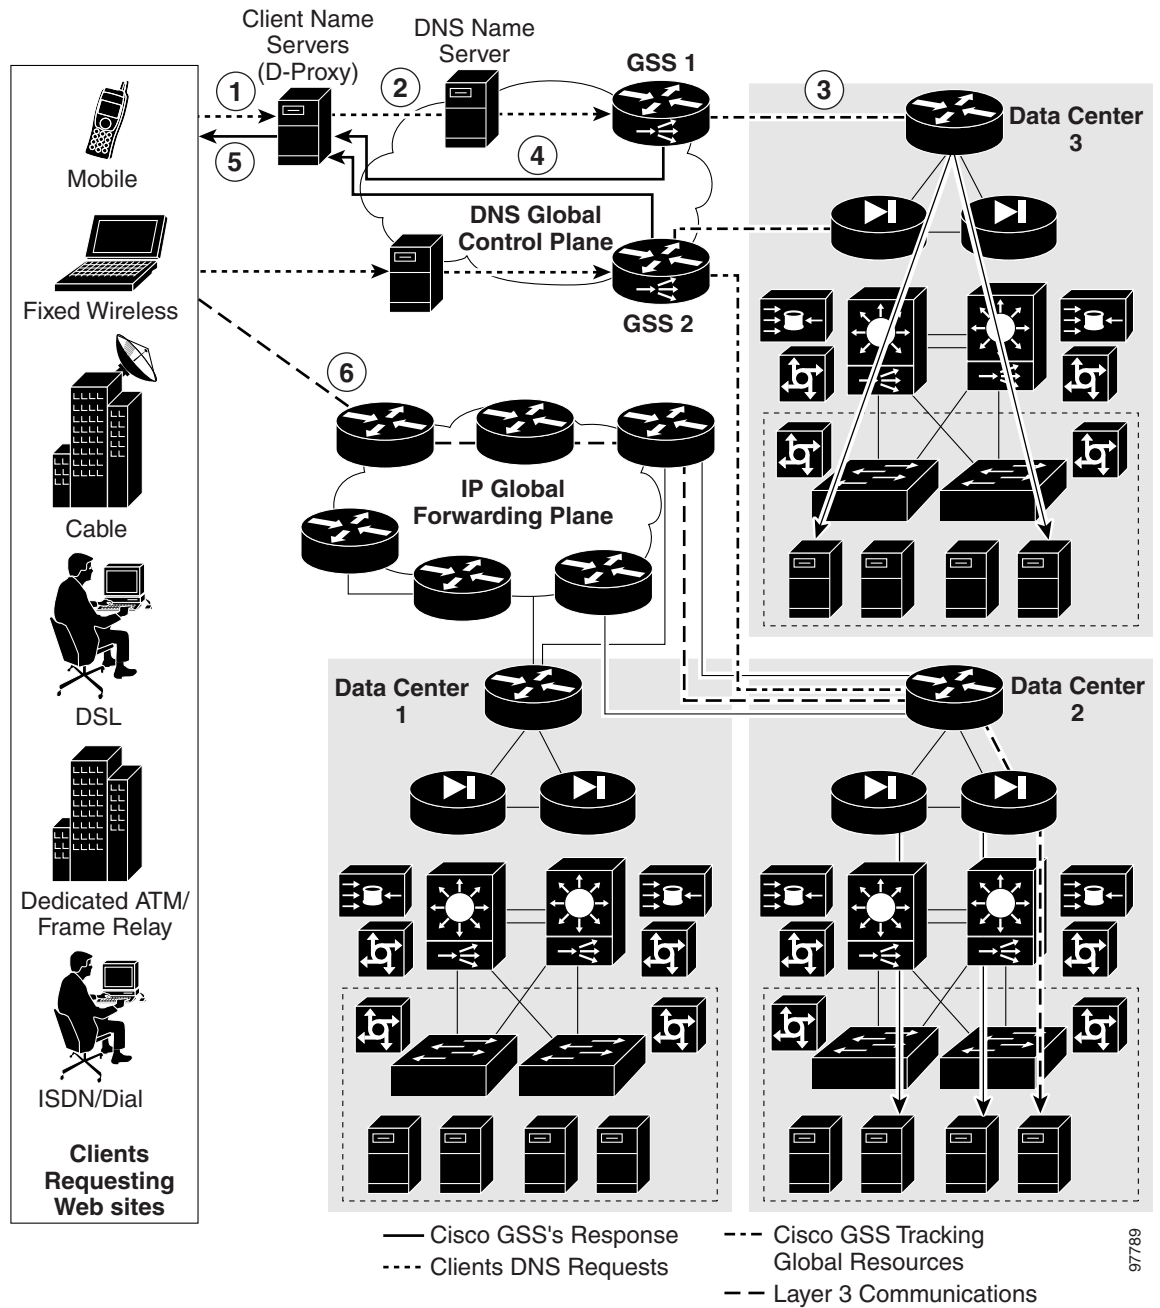 Client Name
Servers
(D-Proxy)
DNS Name
Server
GSS 1
1
2
3
4
5
Data Center
3
Mobile
DNS Global
Control Plane
Fixed Wireless
GSS 2
6
Cable
IP Global
Forwarding Plane
DSL
Data Center
1
Data Center
2
Dedicated ATM/
Frame Relay
ISDN/Dial
Clients
Requesting
Web sites
Cisco GSS's Response
Clients DNS Requests
Cisco GSS Tracking
Global Resources
Layer 3 Communications
97789